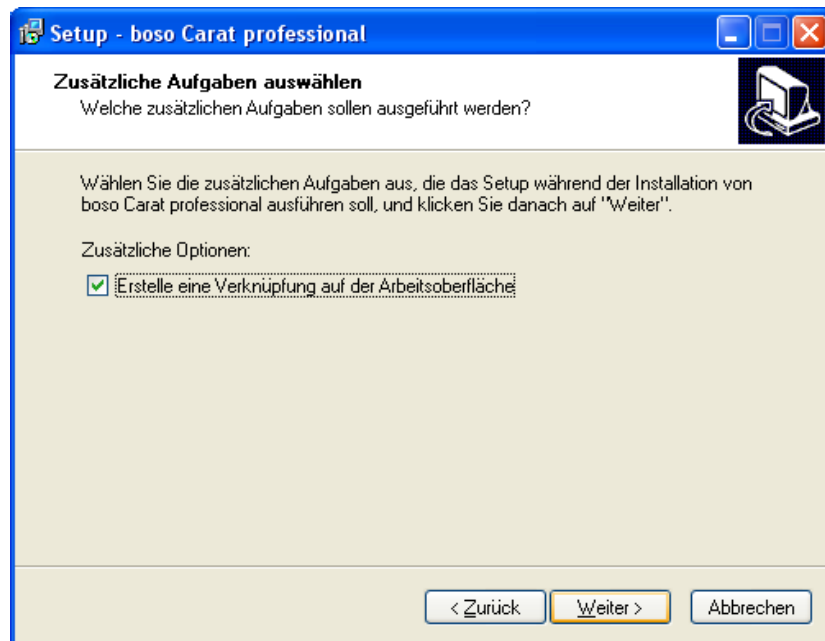 Setup - boso Carat professional
Zusätzliche Aufgaben auswählen
Welche zusätzlichen Aufgaben sollen ausgeführt werden?
Wählen Sie die zusätzlichen Aufgaben aus, die das Setup während der Installation von
boso Carat professional ausführen soll, und klicken Sie danach auf "Weiter".
Zusätzliche Optionen:
Erstelle eine Verknüpfung auf der Arbeitsoberfläche
< Zurück Weiter > Abbrechen